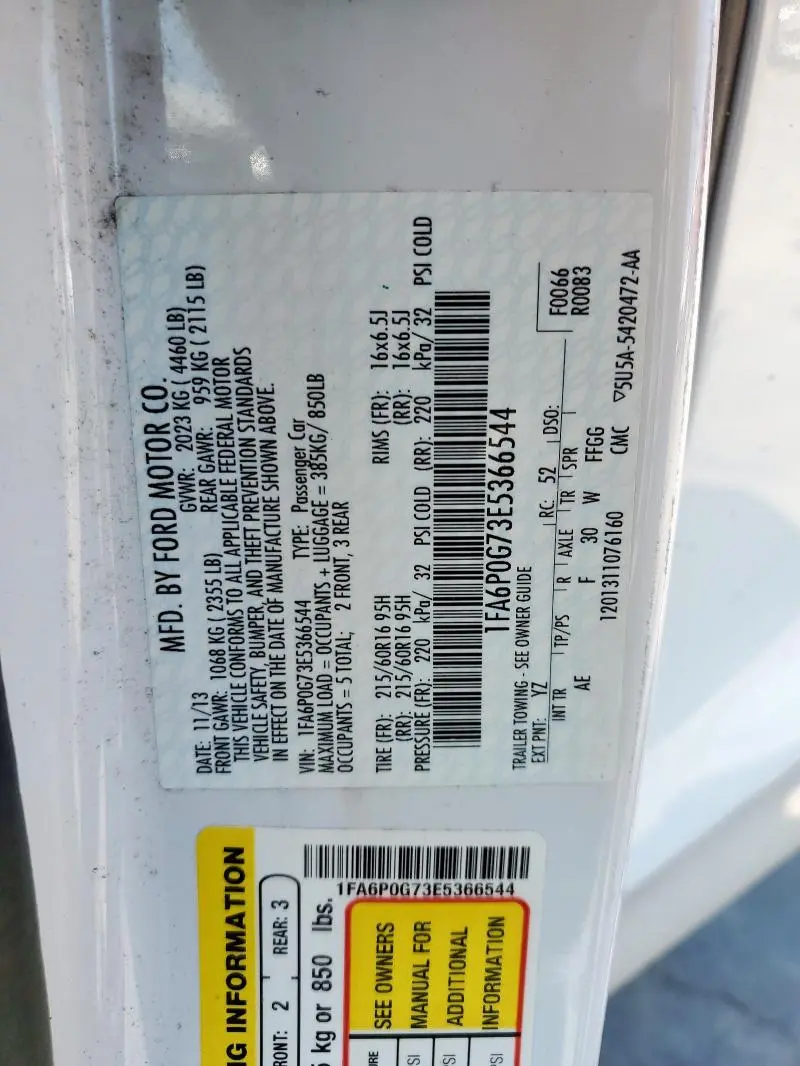 MFD. BY FORD MOTOR CO.
DATE: 11/13 GVWR: 2023 KG ( 4460 LB)
FRONT GAWR: 1068 KG ( 2355 LB) REAR GAWR: 959 KG ( 2115 LB)
THIS VEHICLE CONFORMS TO ALL APPLICABLE FEDERAL MOTOR
VEHICLE SAFETY, BUMPER, AND THEFT PREVENTION STANDARDS
IN EFFECT ON THE DATE OF MANUFACTURE SHOWN ABOVE.
VIN: 1FA6P0G73E5366544 TYPE: Passenger Car
MAXIMUM LOAD = OCCUPANTS + LUGGAGE = 385KG/ 850LB
OCCUPANTS = 5 TOTAL; 2 FRONT, 3 REAR
TIRE (FR): 215/60R16 95H RIMS (FR): 16x6.5J
(RR): 215/60R16 95H (RR): 16x6.5J
PRESSURE (FR): 220 kPa/ 32 PSI COLD (RR): 220 kPa/ 32 PSI COLD
1FA6P0G73E5366544
TRAILER TOWING - SEE OWNER GUIDE
EXT PNT: YZ RC: 52 DSO: F0066
R0083
INT TR TP/PS R AXLE TR SPR
AE F 30 W FFGG
1201311076160 CMC ▽5U5A-5420472-AA
NG INFORMATION
RONT: 2 REAR: 3
5 kg or 850 lbs.
1FA6P0G73E5366544
SEE OWNERS
MANUAL FOR
ADDITIONAL
INFORMATION
URE
SI
SI
PSI